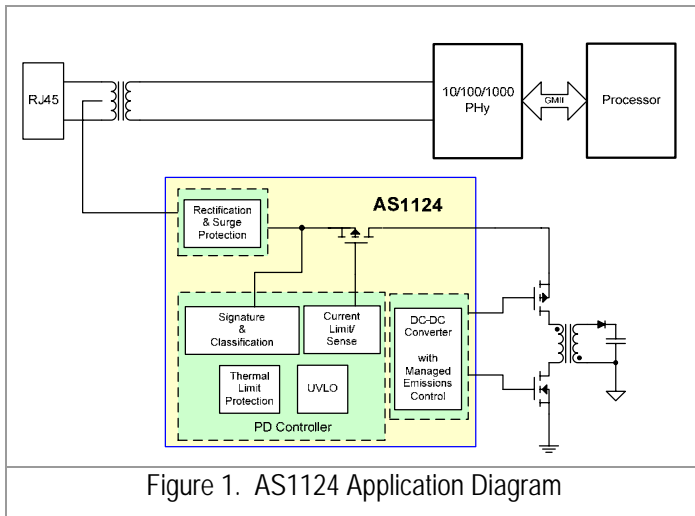 RJ45
10/100/1000
PHy
GMII
Processor
AS1124
Rectification
& Surge
Protection
Signature
&
Classification
Current
Limit/
Sense
DC-DC
Converter
with
Managed
Emissions
Control
Thermal
Limit
Protection
UVLO
PD Controller
Figure 1. AS1124 Application Diagram